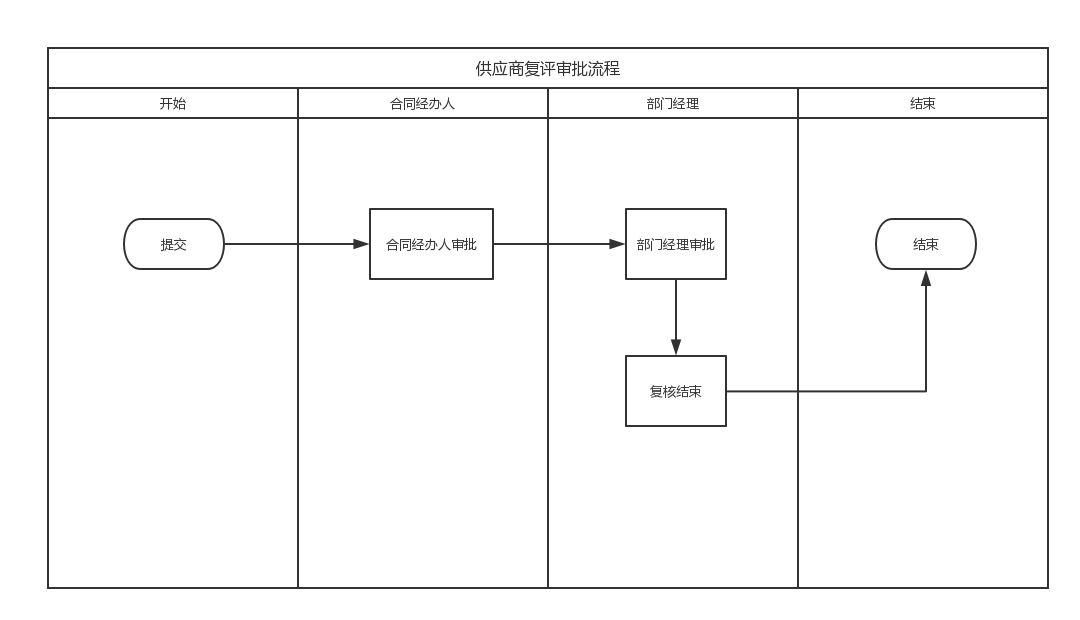 供应商复评审批流程
开始
合同经办人
部门经理
结束
提交
合同经办人审批
部门经理审批
结束
复核结束